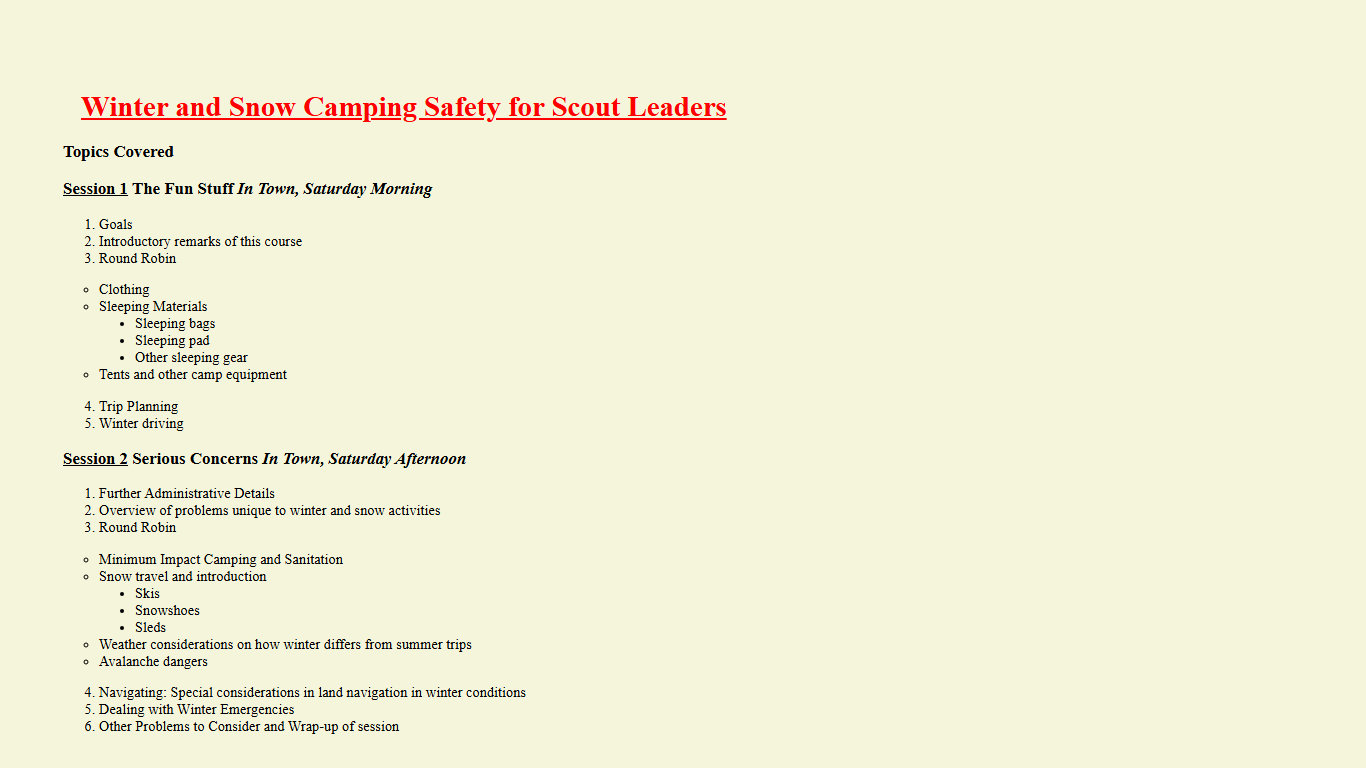 Winter and Snow Camping Safety for Scout Leaders
Topics Covered
Session 1 The Fun Stuff In Town, Saturday Morning
1. Goals
2. Introductory remarks of this course
3. Round Robin
Clothing
Sleeping Materials
Sleeping bags
Sleeping pad
Other sleeping gear
Tents and other camp equipment
4. Trip Planning
5. Winter driving
Session 2 Serious Concerns In Town, Saturday Afternoon
1. Further Administrative Details
2. Overview of problems unique to winter and snow activities
3. Round Robin
Minimum Impact Camping and Sanitation
Snow travel and introduction
Skis
Snowshoes
Sleds
Weather considerations on how winter differs from summer trips
Avalanche dangers
4. Navigating: Special considerations in land navigation in winter conditions
5. Dealing with Winter Emergencies
6. Other Problems to Consider and Wrap-up of session